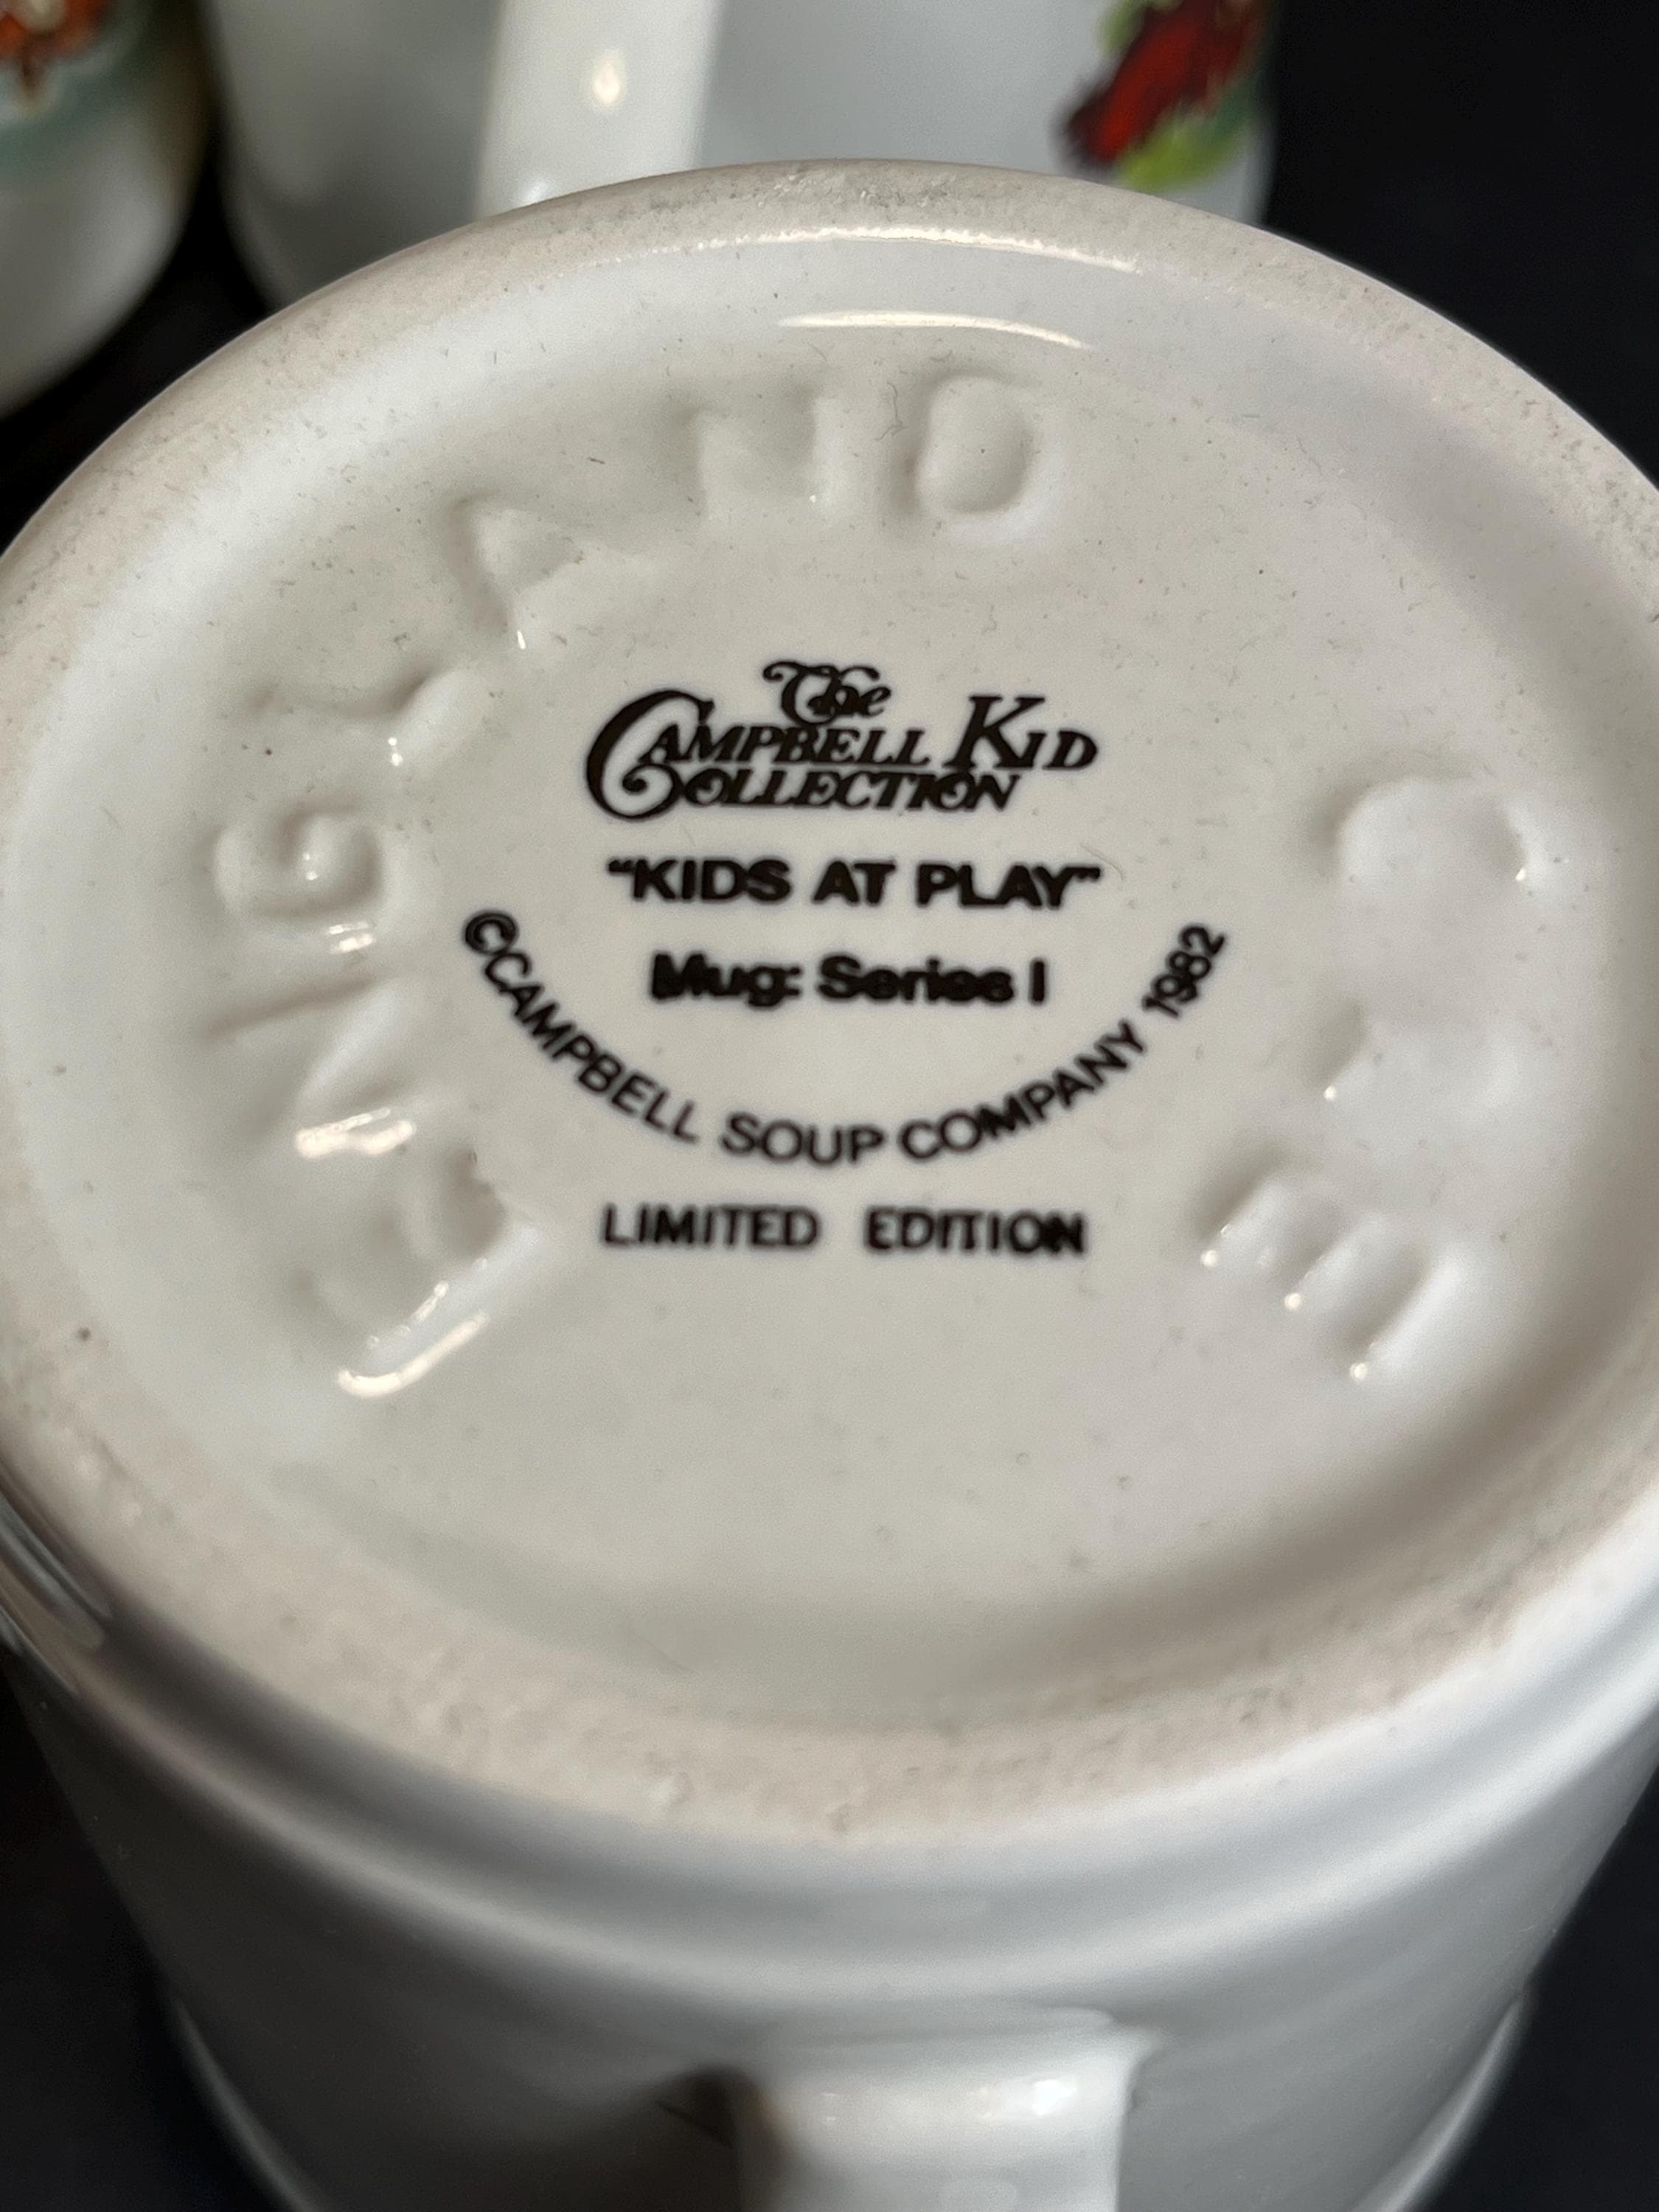 The
CAMPBELL KID
COLLECTION
"KIDS AT PLAY"
Mug: Series I
©CAMPBELL SOUP COMPANY 1982
LIMITED EDITION
ENGLAND